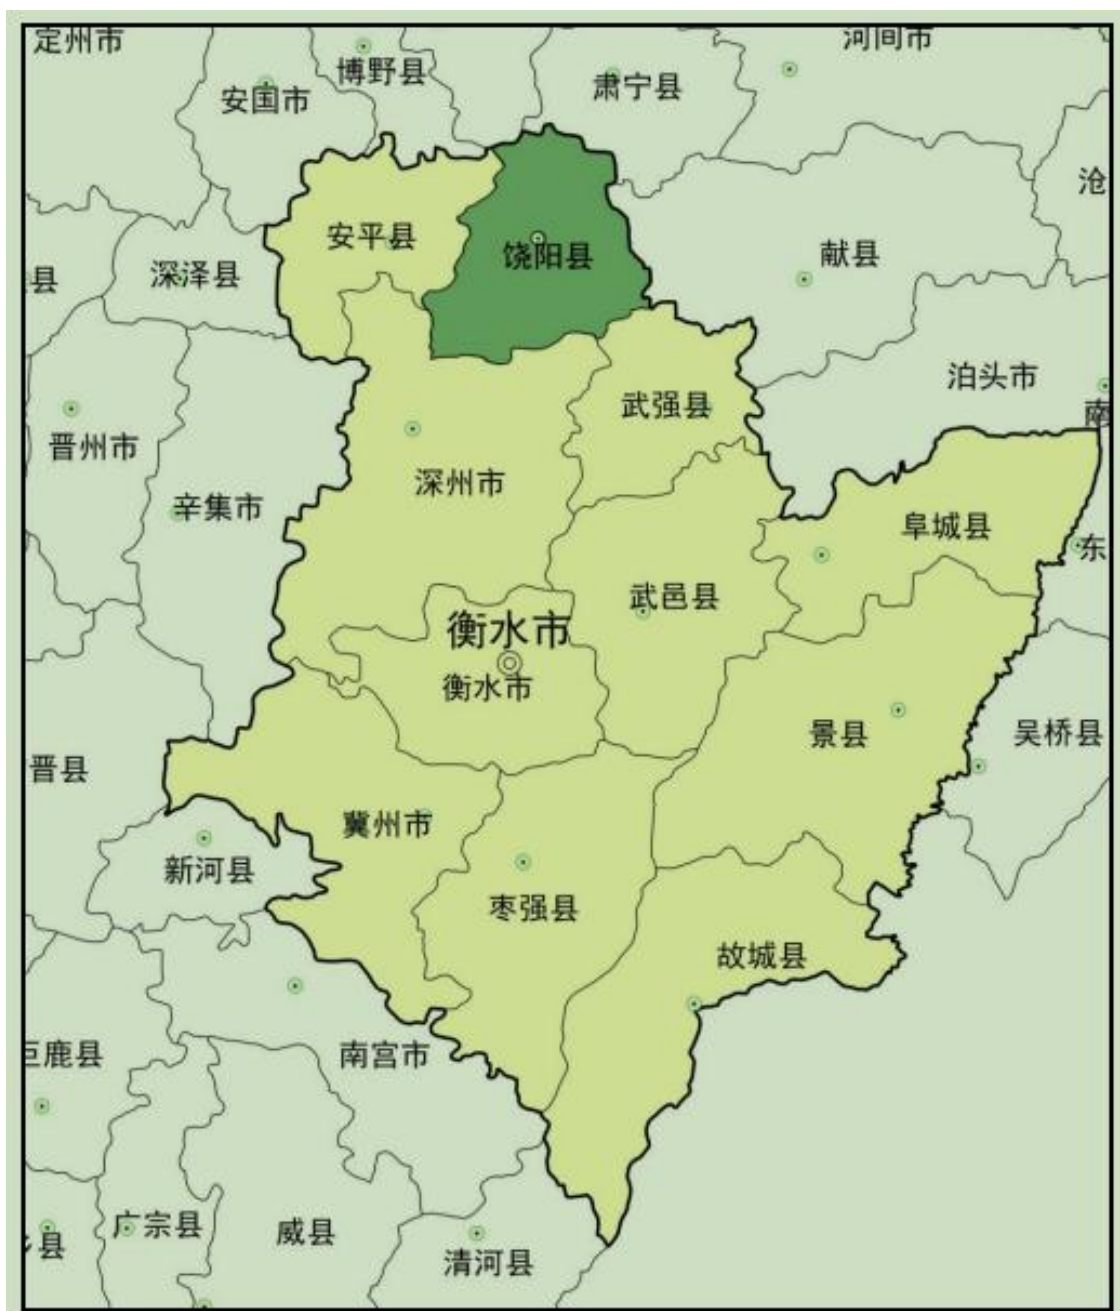 定州市
河间市
博野县
安国市
肃宁县
沧
安平县
饶阳县
献县
深泽县
县
泊头市
武强县
南
晋州市
深州市
辛集市
阜城县
东
武邑县
衡水市
衡水市
景县
吴桥县
晋县
冀州市
新河县
枣强县
故城县
巨鹿县
南宫市
广宗县
威县
县
清河县